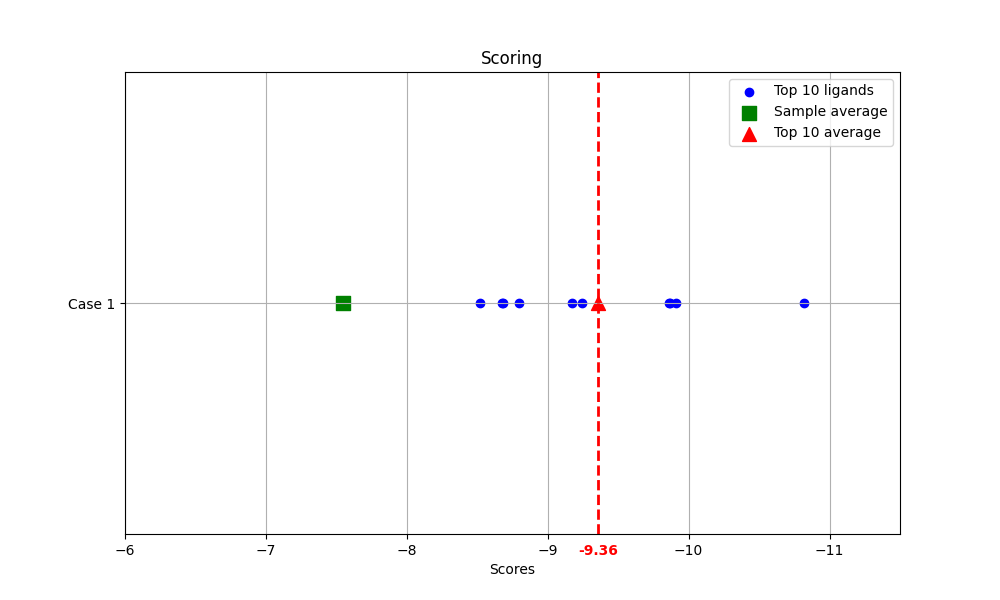 Scoring
Top 10 ligands
Sample average
Top 10 average
Case 1
−6
−7
−8
−9
-9.36
−10
−11
Scores